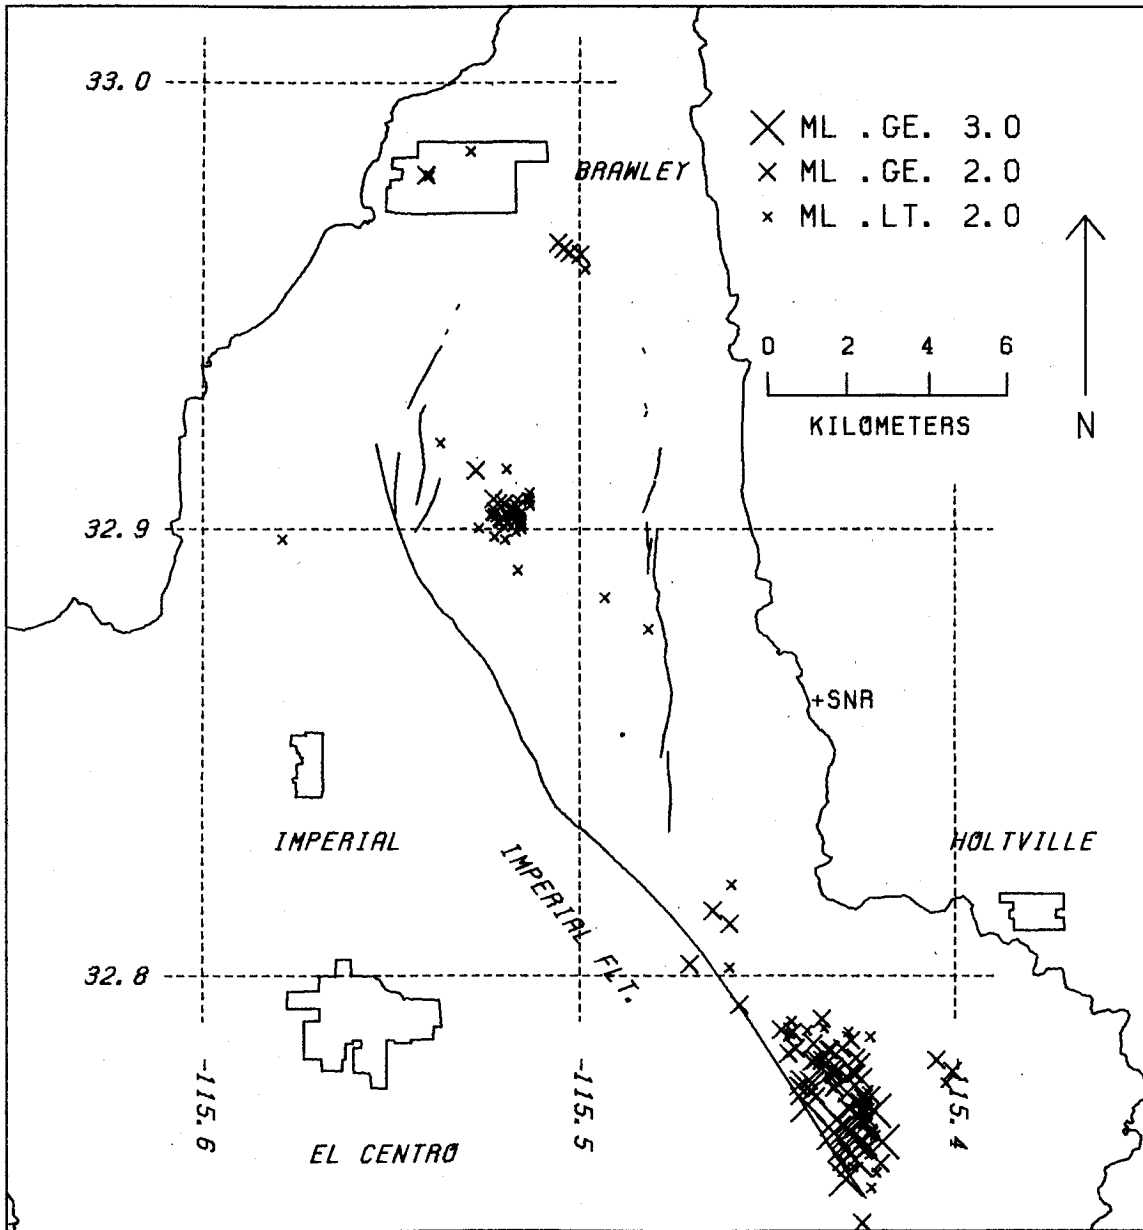 33.0
ML .GE. 3.0
BRAWLEY
ML .GE. 2.0
ML .LT. 2.0
0 2 4 6
KILOMETERS
N
32.9
+SNR
IMPERIAL
HOLTVILLE
IMPERIAL FLT.
32.8
-115.6
-115.5
-115.4
EL CENTRO